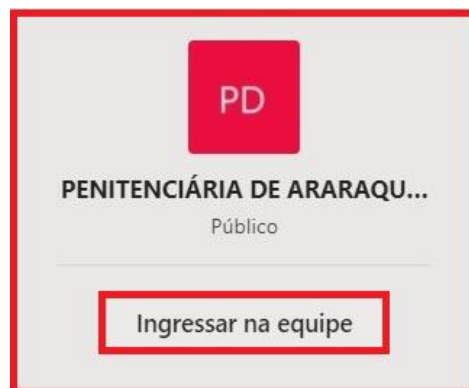 PD
PENITENCIÁRIA DE ARARAQU...
Público
Ingressar na equipe